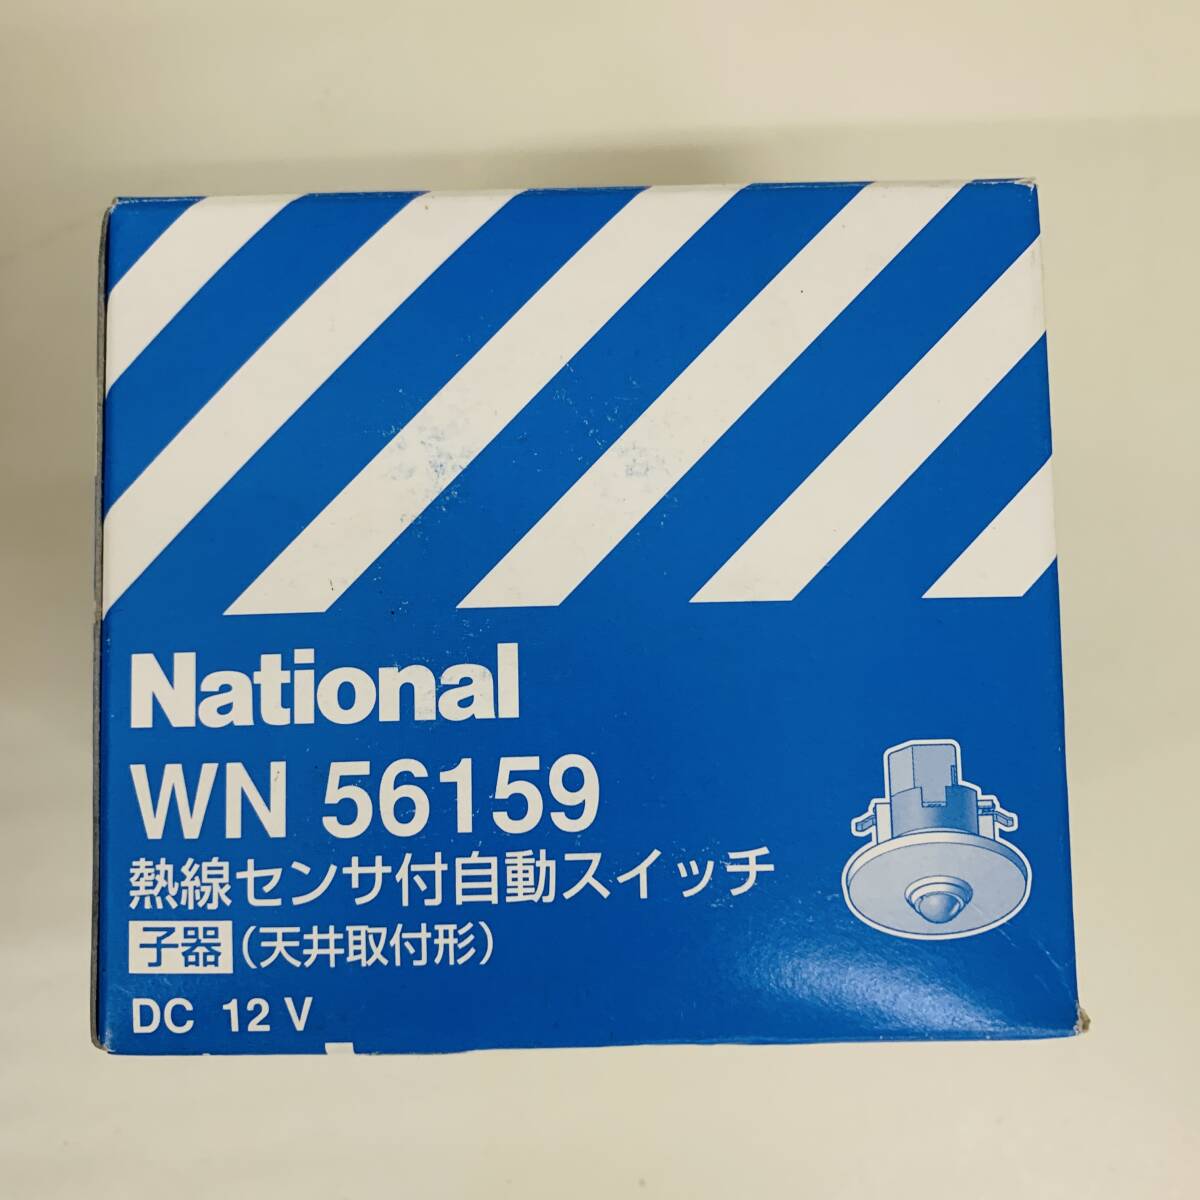 National
WN 56159
熱線センサ付自動スイッチ
子器 (天井取付形)
DC 12 V